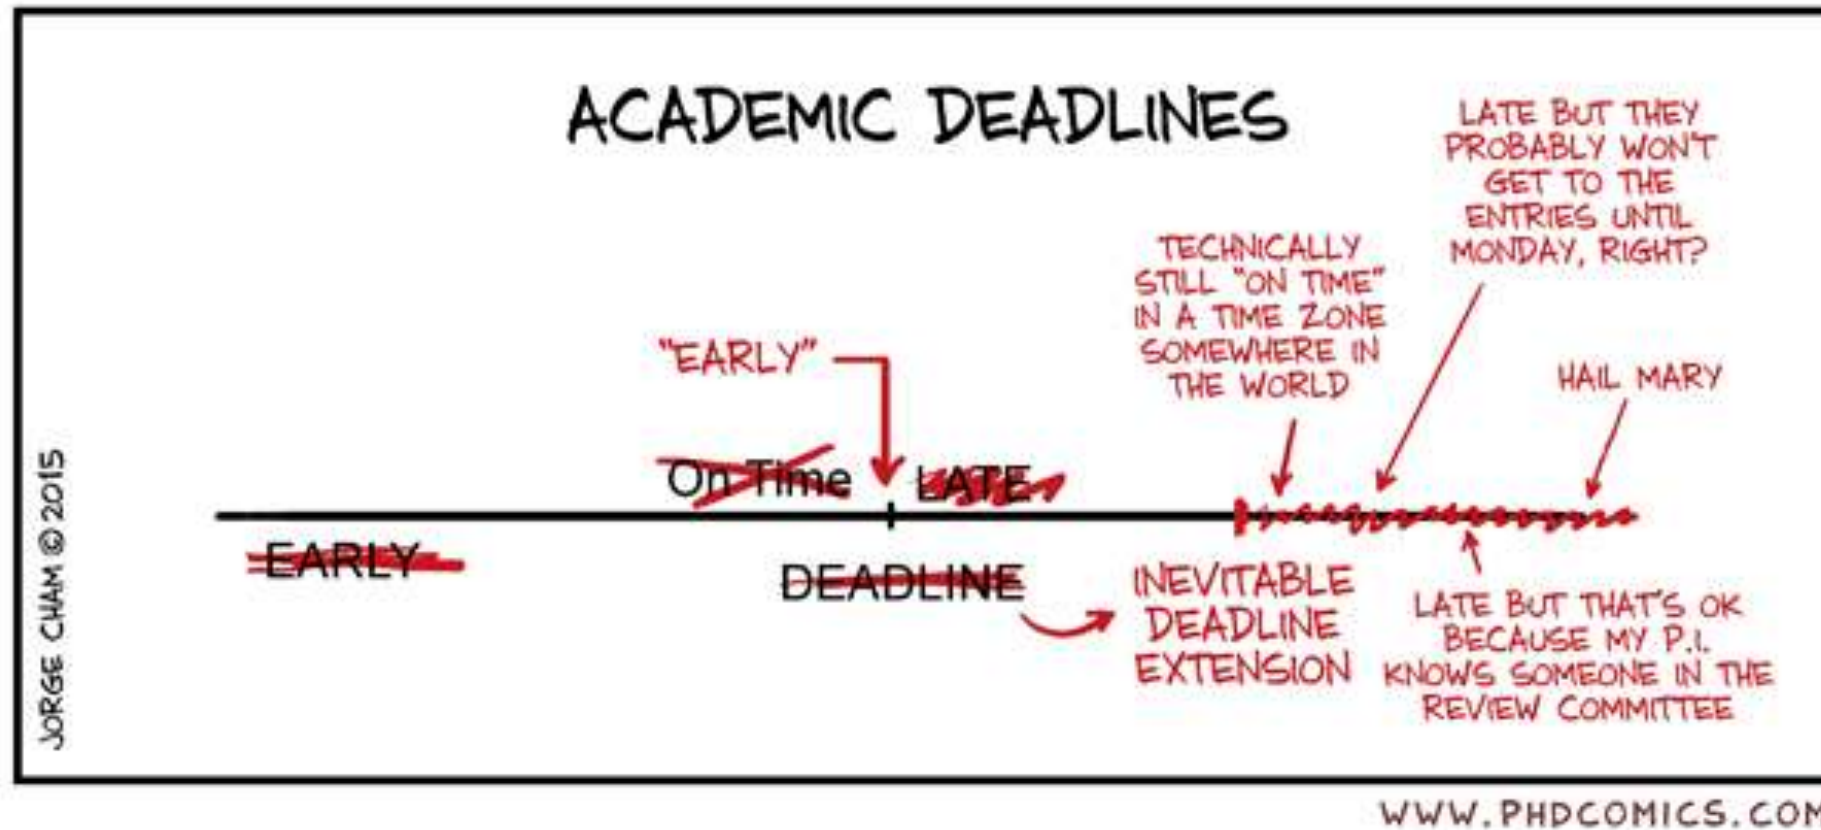 ACADEMIC DEADLINES
LATE BUT THEY
PROBABLY WON'T
GET TO THE
ENTRIES UNTIL
MONDAY, RIGHT?
TECHNICALLY
STILL "ON TIME"
IN A TIME ZONE
SOMEWHERE IN
THE WORLD
"EARLY"
HAIL MARY
On Time
LATE
EARLY
DEADLINE
INEVITABLE
DEADLINE
EXTENSION
LATE BUT THAT'S OK
BECAUSE MY P.I.
KNOWS SOMEONE IN THE
REVIEW COMMITTEE
JORGE CHAM © 2015
WWW.PHDCOMICS.COM